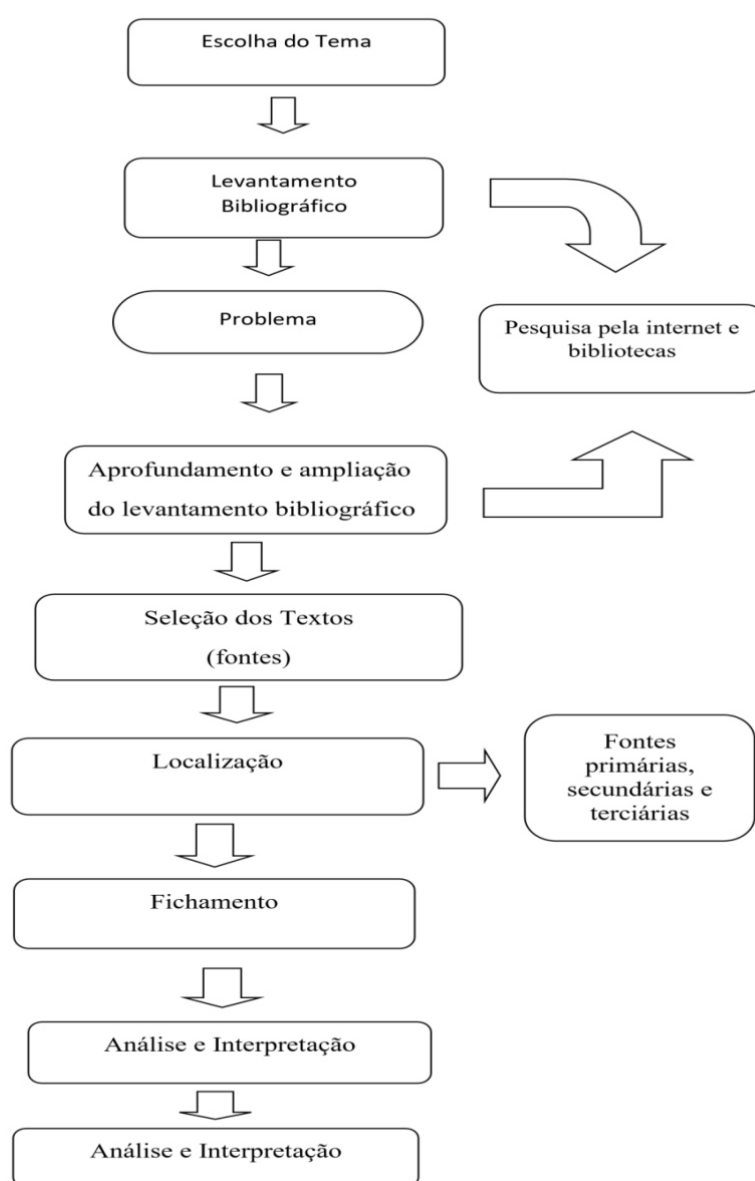 Escolha do Tema
Levantamento
Bibliográfico
Problema
Pesquisa pela internet e
bibliotecas
Aprofundamento e ampliação
do levantamento bibliográfico
Seleção dos Textos
(fontes)
Localização
Fontes
primárias,
secundárias e
terciárias
Fichamento
Análise e Interpretação
Análise e Interpretação